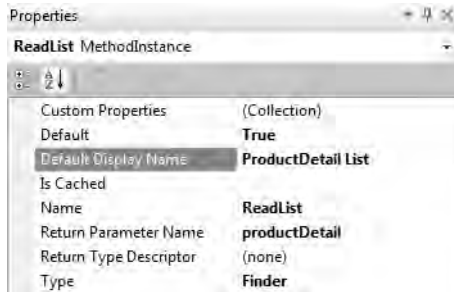 Properties
ReadList MethodInstance
Custom Properties (Collection)
Default True
Default Display Name ProductDetail List
Is Cached
Name ReadList
Return Parameter Name productDetail
Return Type Descriptor (none)
Type Finder